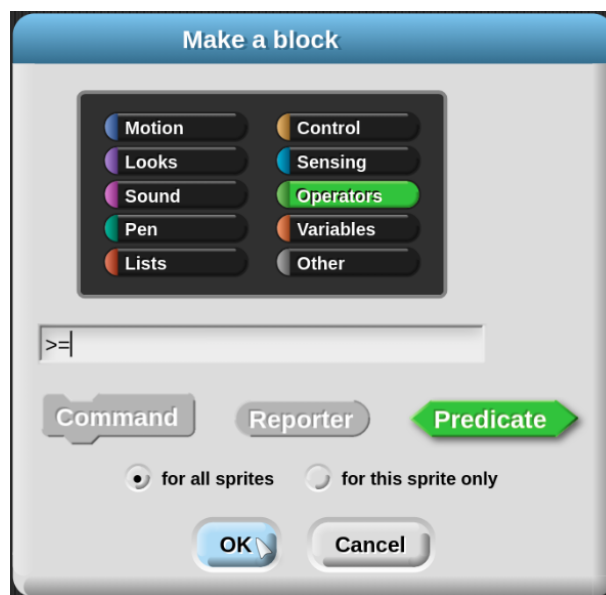 Make a block
Motion
Control
Looks
Sensing
Sound
Operators
Pen
Variables
Lists
Other
>=
Command
Reporter
Predicate
for all sprites
for this sprite only
OK
Cancel